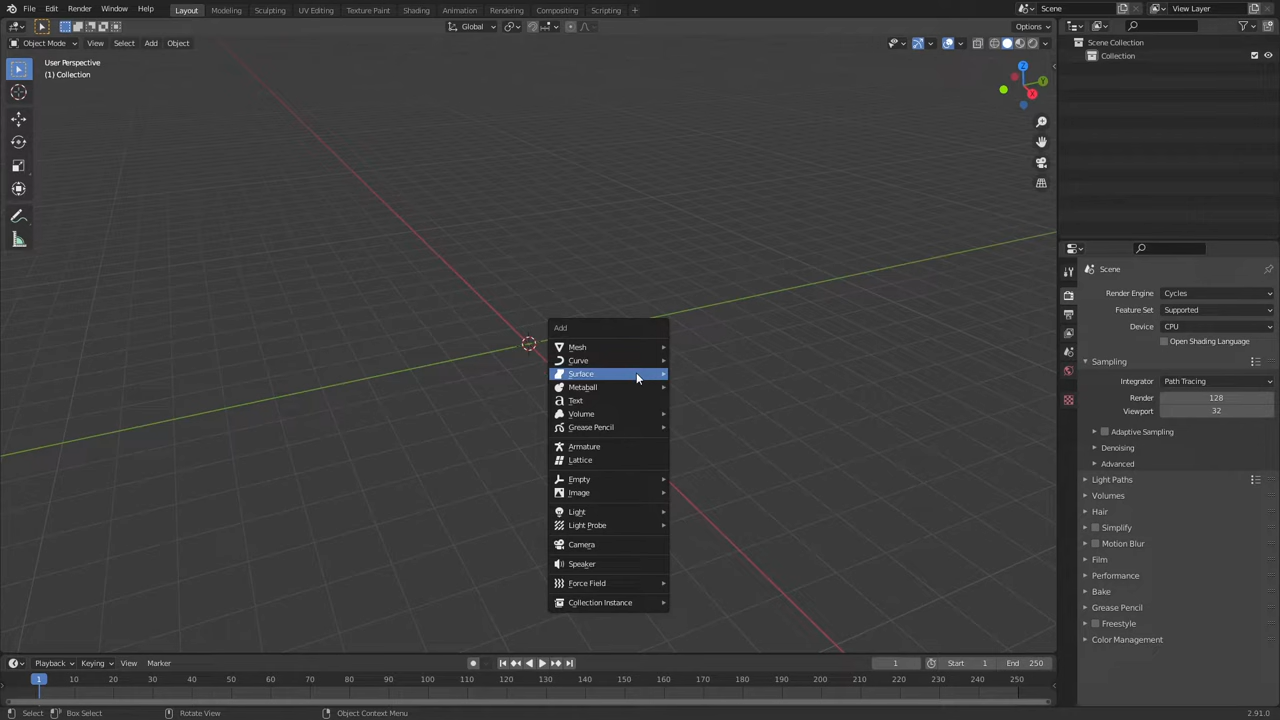 File Edit Render Window Help
Layout Modeling Sculpting UV Editing Texture Paint Shading Animation Rendering Compositing Scripting +
Scene
View Layer
Global
Options
Object Mode View Select Add Object
User Perspective
(1) Collection
Z
Y
X
Scene Collection
Collection
Add
Mesh
Curve
Surface
Metaball
Text
Volume
Grease Pencil
Armature
Lattice
Empty
Image
Light
Light Probe
Camera
Speaker
Force Field
Collection Instance
Scene
Render Engine Cycles
Feature Set Supported
Device CPU
Open Shading Language
Sampling
Integrator Path Tracing
Render 128
Viewport 32
Adaptive Sampling
Denoising
Advanced
Light Paths
Volumes
Hair
Simplify
Motion Blur
Film
Performance
Bake
Grease Pencil
Freestyle
Color Management
Playback Keying View Marker
1
Start 1 End 250
1 10 20 30 40 50 60 70 80 90 100 110 120 130 140 150 160 170 180 190 200 210 220 230 240 250
Select Box Select Rotate View Object Context Menu 2.91.0